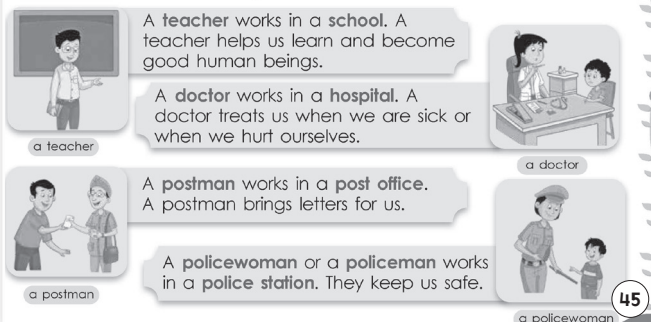 A teacher works in a school. A
teacher helps us learn and become
good human beings.
a teacher
A doctor works in a hospital. A
doctor treats us when we are sick or
when we hurt ourselves.
a doctor
A postman works in a post office.
A postman brings letters for us.
a postman
A policewoman or a policeman works
in a police station. They keep us safe.
a policewoman
45